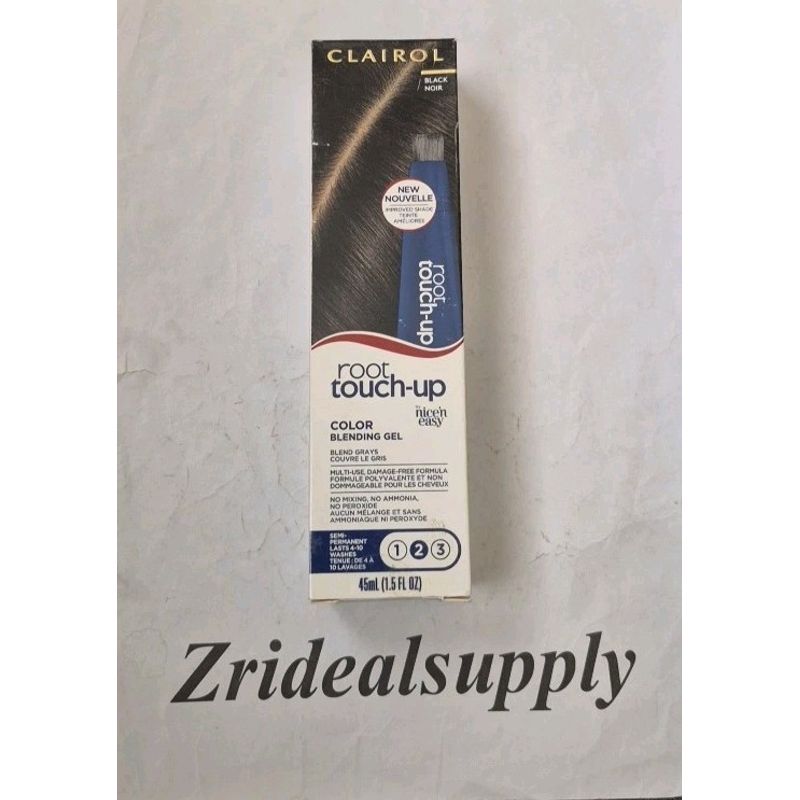 CLAIROL
BLACK
NOIR
NEW
NOUVELLE
IMPROVED SHADE
TEINTE
AMÉLIORÉE
root
touch-up
root
touch-up
by
nice'n
easy
COLOR
BLENDING GEL
BLEND GRAYS
COUVRE LE GRIS
MULTI-USE, DAMAGE-FREE FORMULA
FORMULE POLYVALENTE ET NON
DOMMAGEABLE POUR LES CHEVEUX
NO MIXING, NO AMMONIA,
NO PEROXIDE
AUCUN MÉLANGE ET SANS
AMMONIAQUE NI PEROXYDE
SEMI-
PERMANENT
LASTS 4-10
WASHES
TENUE: DE 4 À
10 LAVAGES
1 2 3
45mL (1.5 FL OZ)
Zridealsupply